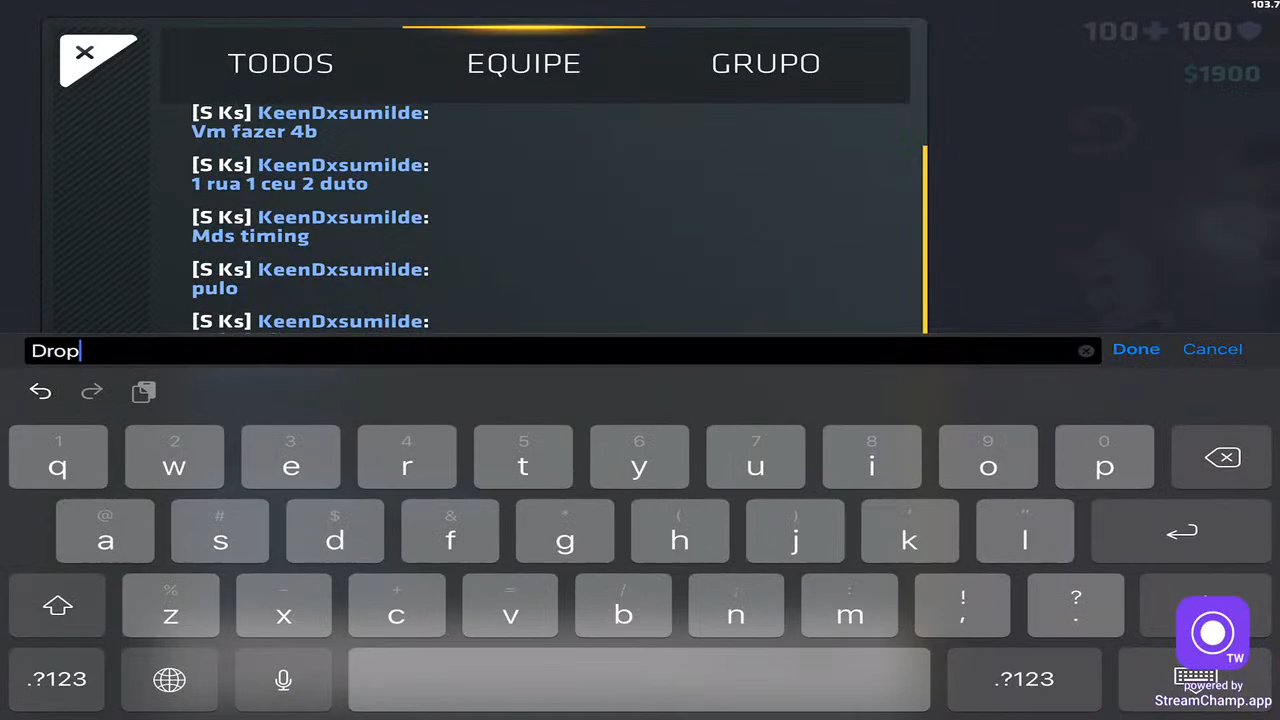 103.7
100 + 100
$1900
× TODOS EQUIPE GRUPO
[S Ks] KeenDxsumilde:
Vm fazer 4b
[S Ks] KeenDxsumilde:
1 rua 1 ceu 2 duto
[S Ks] KeenDxsumilde:
Mds timing
[S Ks] KeenDxsumilde:
pulo
[S Ks] KeenDxsumilde:
Drop Done Cancel
1 2 3 4 5 6 7 8 9 0
q w e r t y u i o p
@ # $ & * ( ) ' "
a s d f g h j k l
% - + = / ; :
z x c v b n m ! , ? .
.?123 .?123
TW
powered by
StreamChamp.app